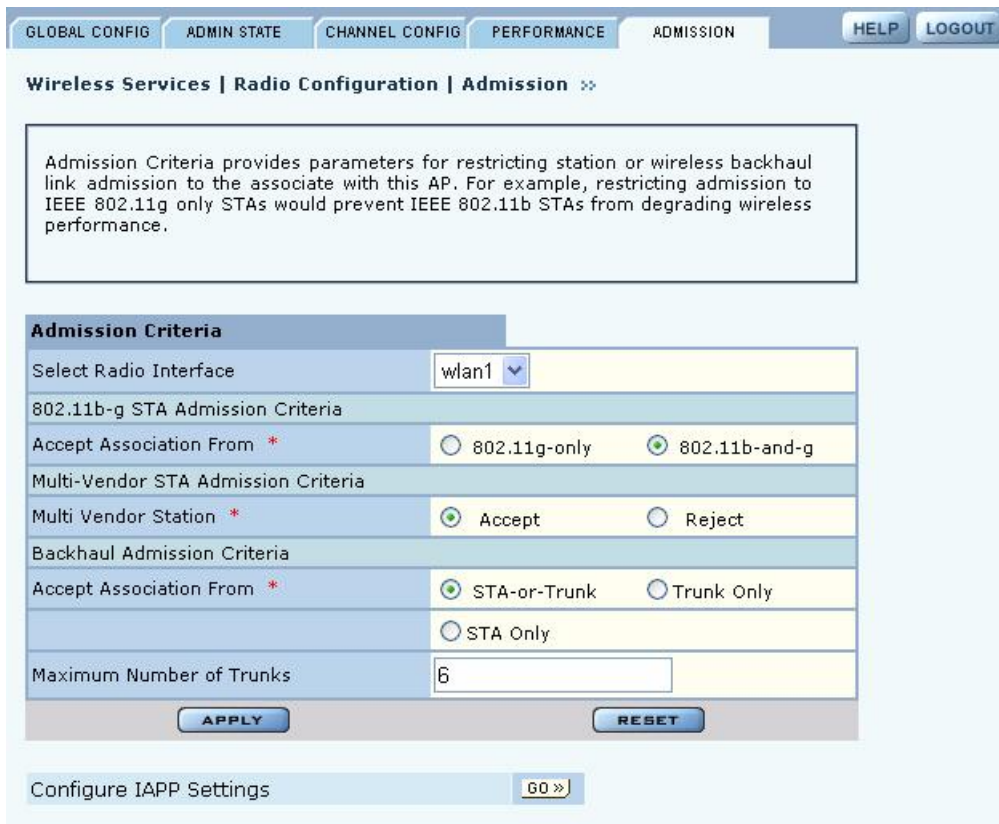 GLOBAL CONFIG ADMIN STATE CHANNEL CONFIG PERFORMANCE ADMISSION HELP LOGOUT
Wireless Services | Radio Configuration | Admission »
Admission Criteria provides parameters for restricting station or wireless backhaul
link admission to the associate with this AP. For example, restricting admission to
IEEE 802.11g only STAs would prevent IEEE 802.11b STAs from degrading wireless
performance.
Admission Criteria
Select Radio Interface wlan1
802.11b-g STA Admission Criteria
Accept Association From * 802.11g-only 802.11b-and-g
Multi-Vendor STA Admission Criteria
Multi Vendor Station * Accept Reject
Backhaul Admission Criteria
Accept Association From * STA-or-Trunk Trunk Only
STA Only
Maximum Number of Trunks 6
APPLY RESET
Configure IAPP Settings GO »